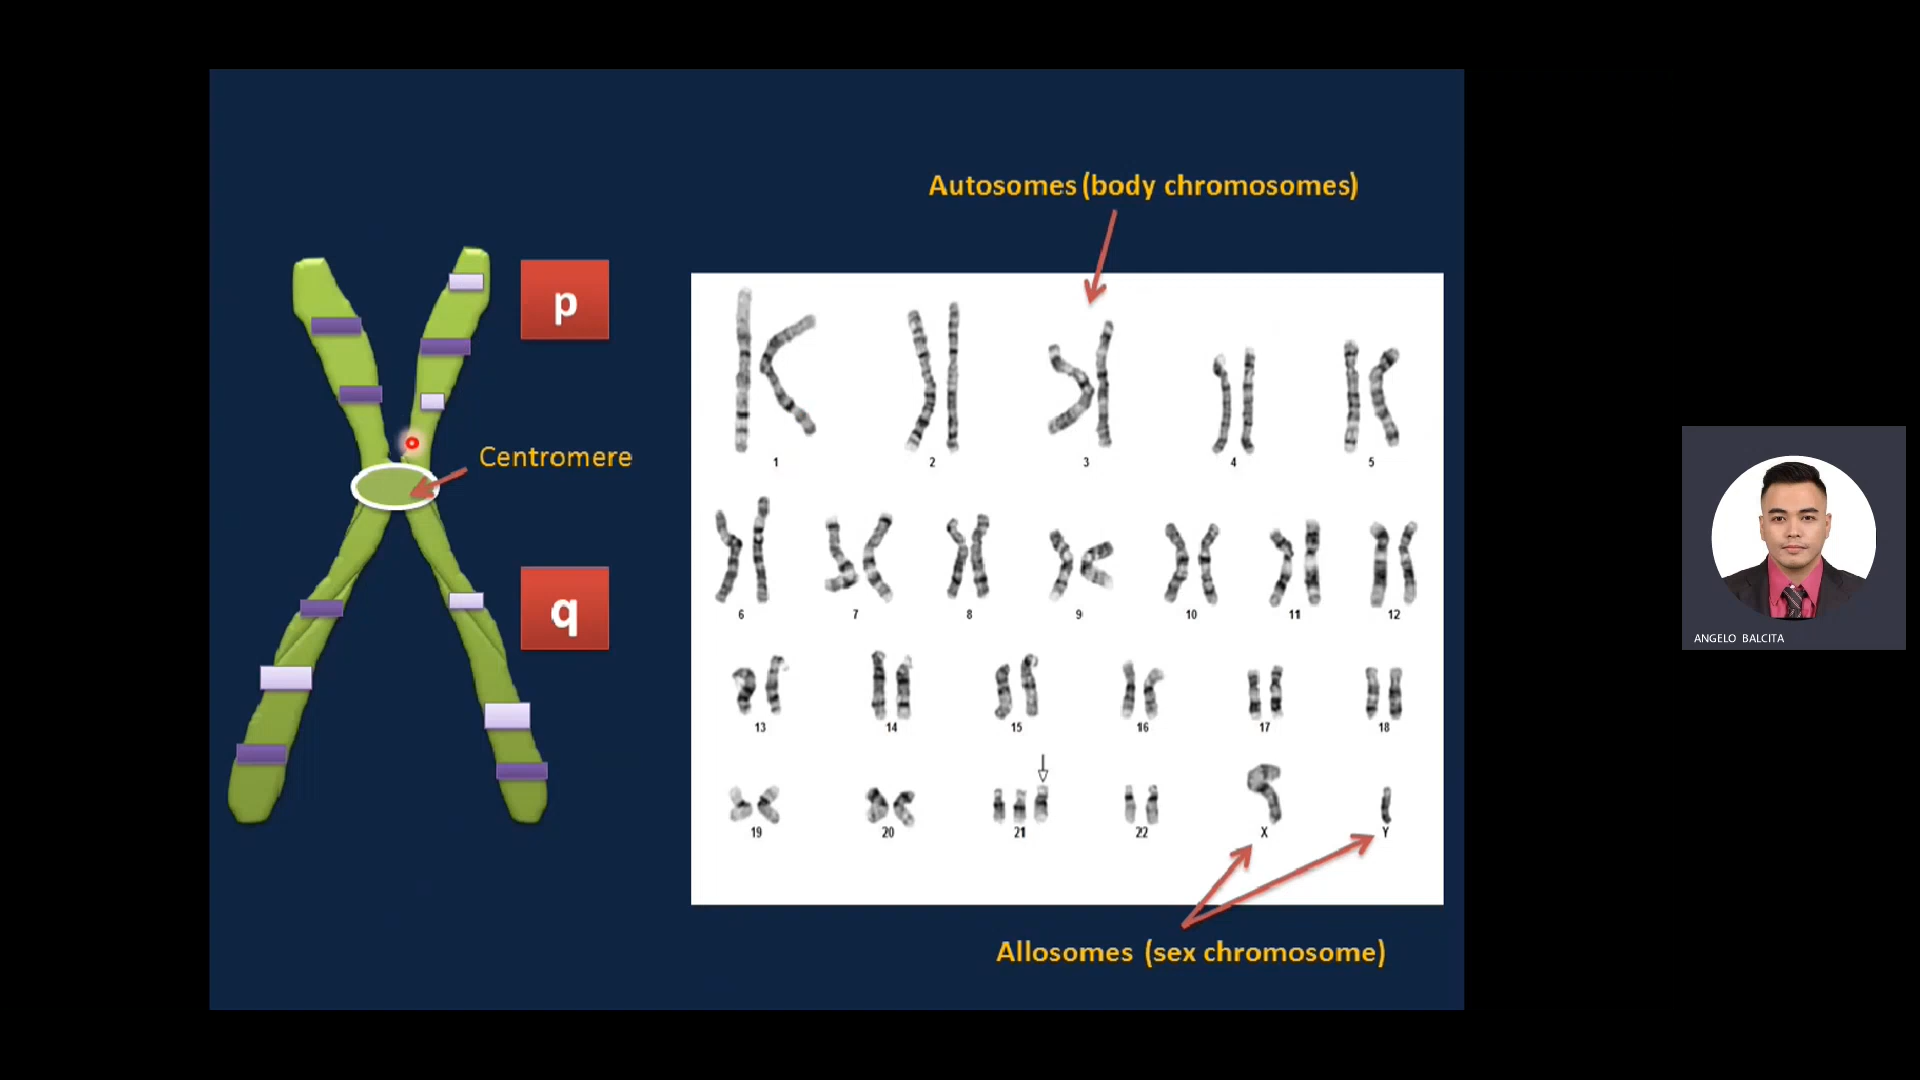 Autosomes (body chromosomes)
p
Centromere
q
1 2 3 4 5
6 7 8 9 10 11 12
13 14 15 16 17 18
19 20 21 22 X Y
Allosomes (sex chromosome)
ANGELO BALCITA